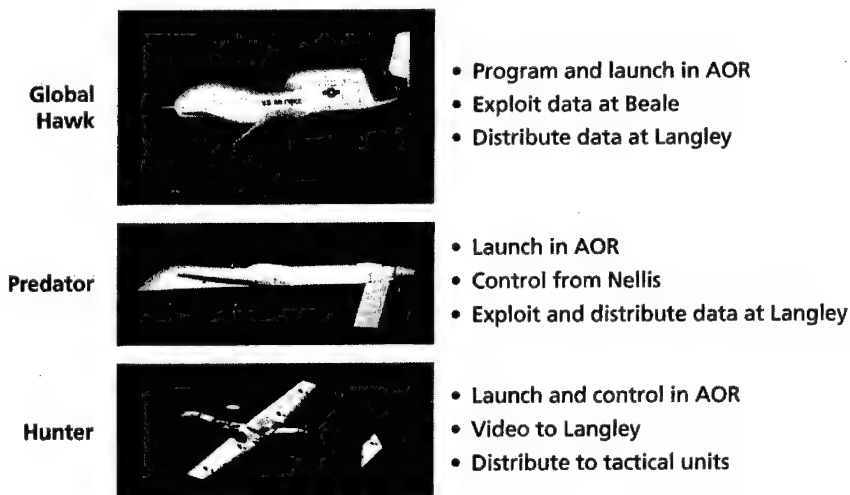 Global
Hawk
U.S. AIR FORCE
• Program and launch in AOR
• Exploit data at Beale
• Distribute data at Langley
Predator
• Launch in AOR
• Control from Nellis
• Exploit and distribute data at Langley
Hunter
• Launch and control in AOR
• Video to Langley
• Distribute to tactical units